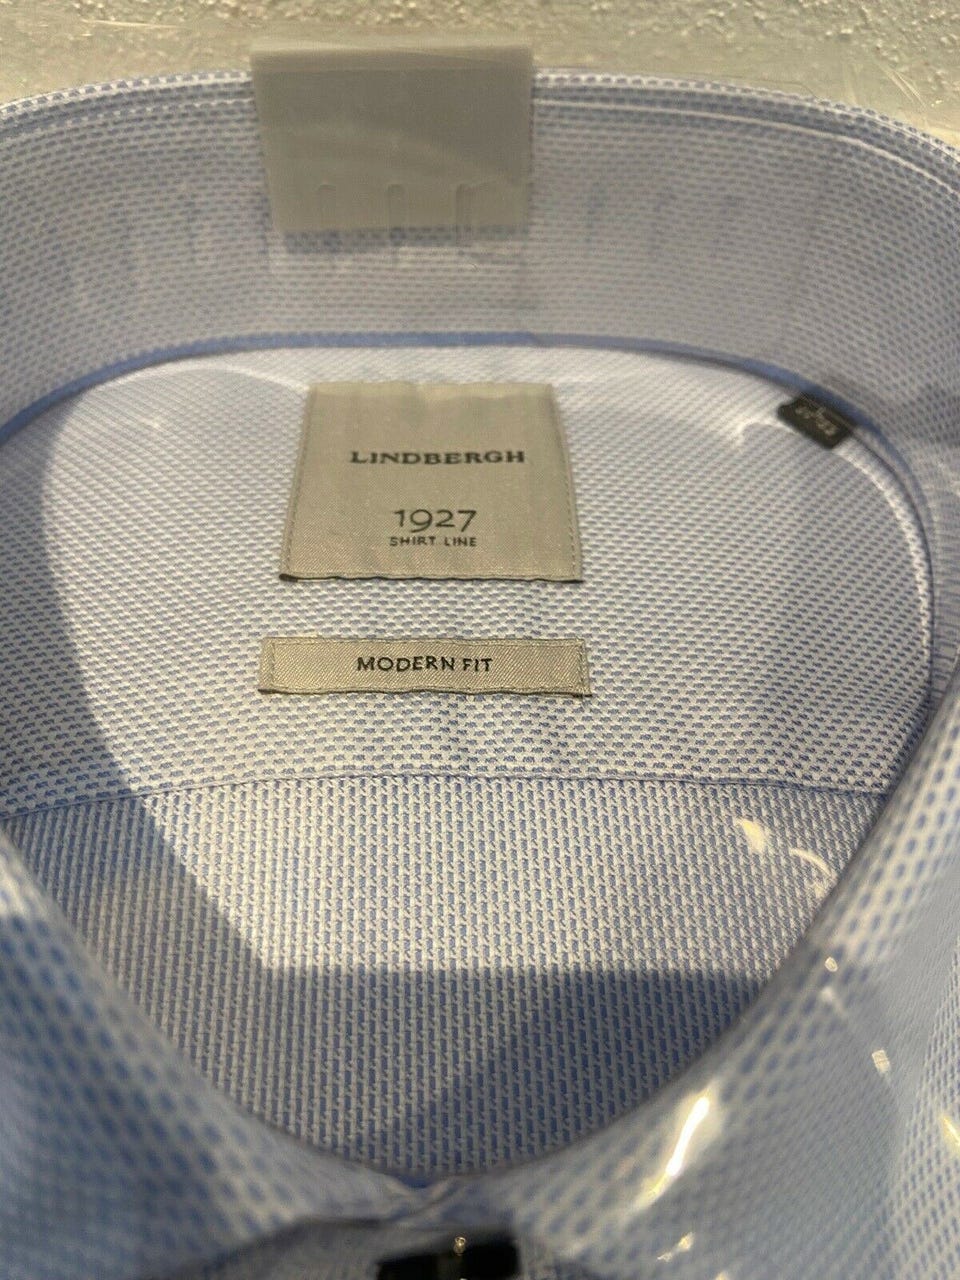 LINDBERGH
1927
SHIRT LINE
MODERN FIT